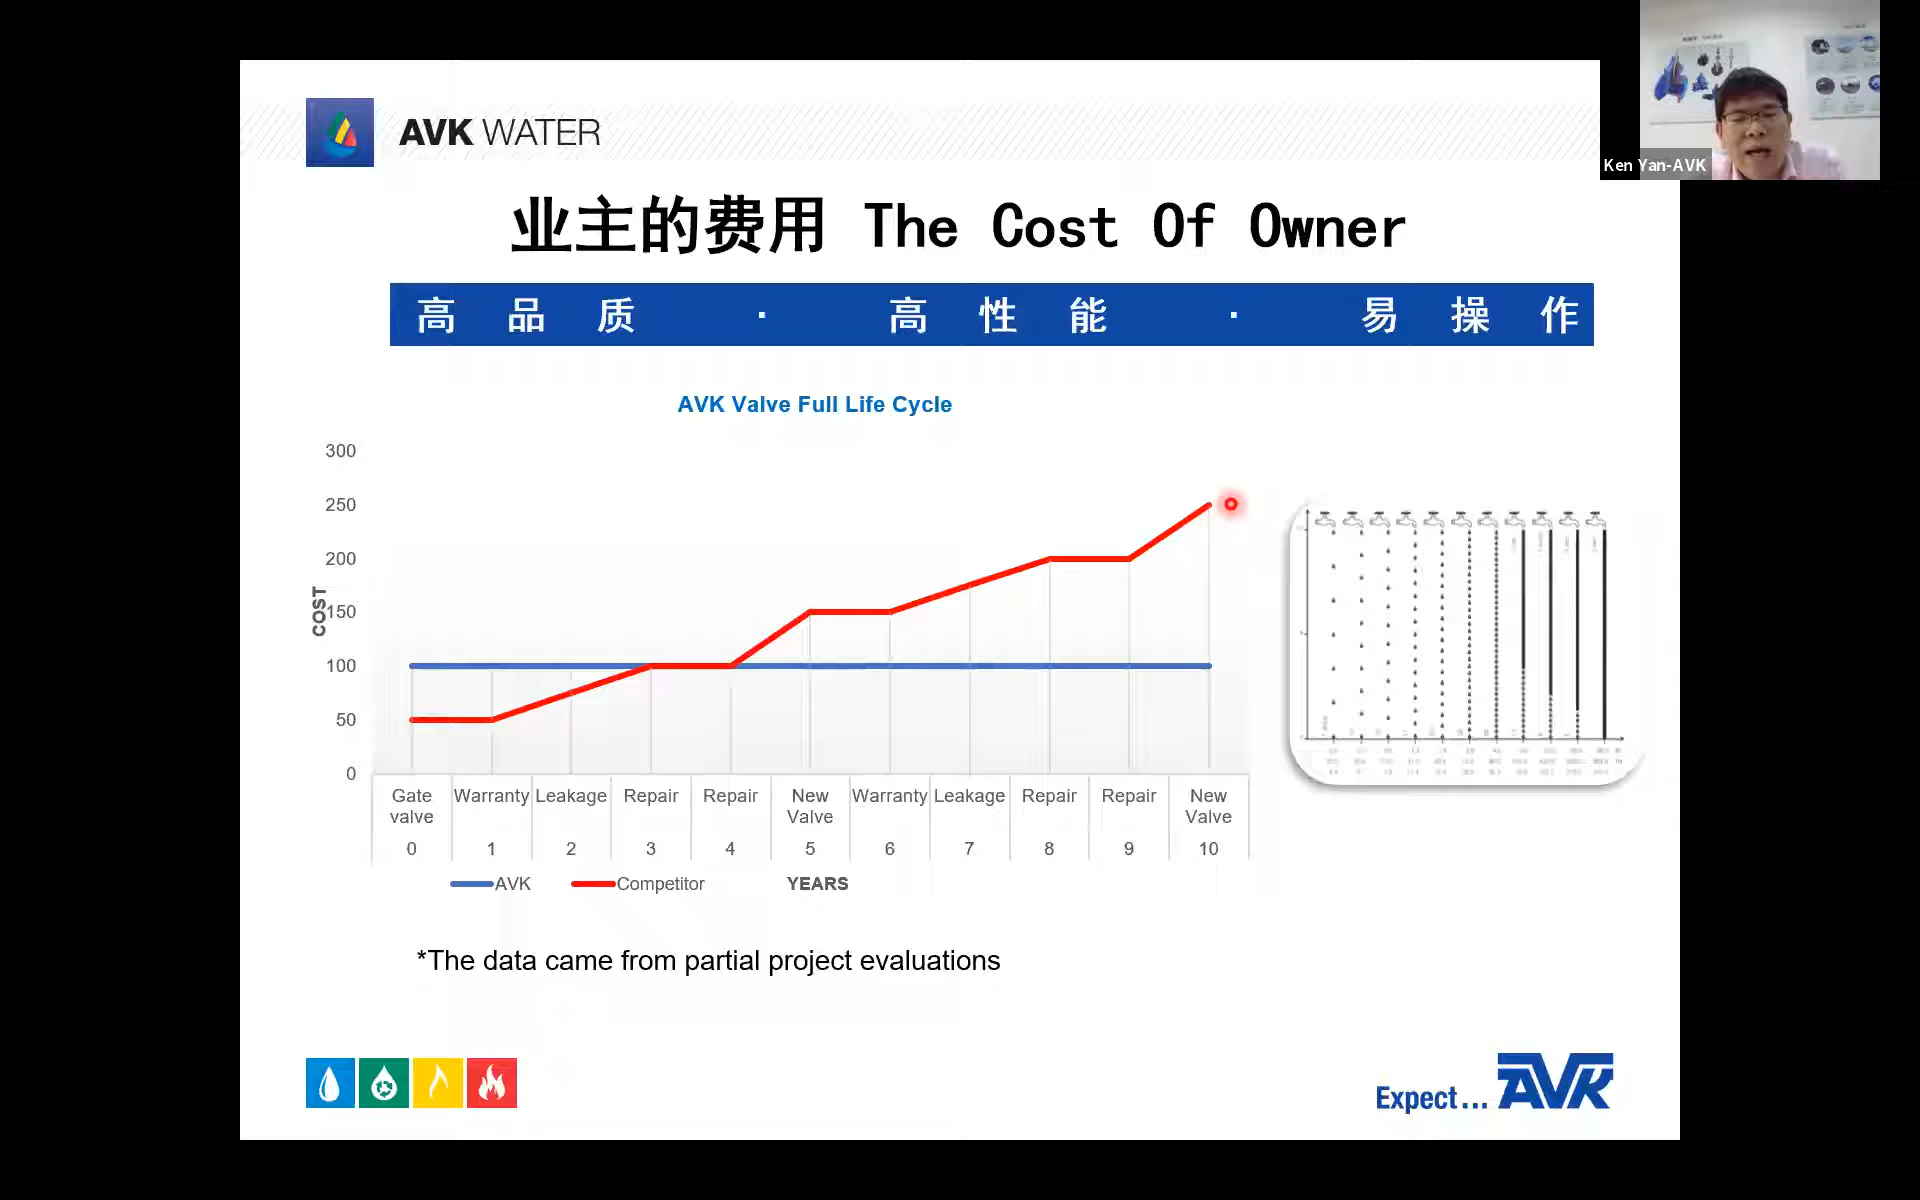 AVK WATER
Ken Yan-AVK
业主的费用 The Cost Of Owner
高品质 · 高性能 · 易操作
AVK Valve Full Life Cycle
300
250
200
150
100
50
0
COST
Gate valve Warranty Leakage Repair Repair New Valve Warranty Leakage Repair Repair New Valve
0 1 2 3 4 5 6 7 8 9 10
AVK Competitor YEARS
*The data came from partial project evaluations
Expect... AVK